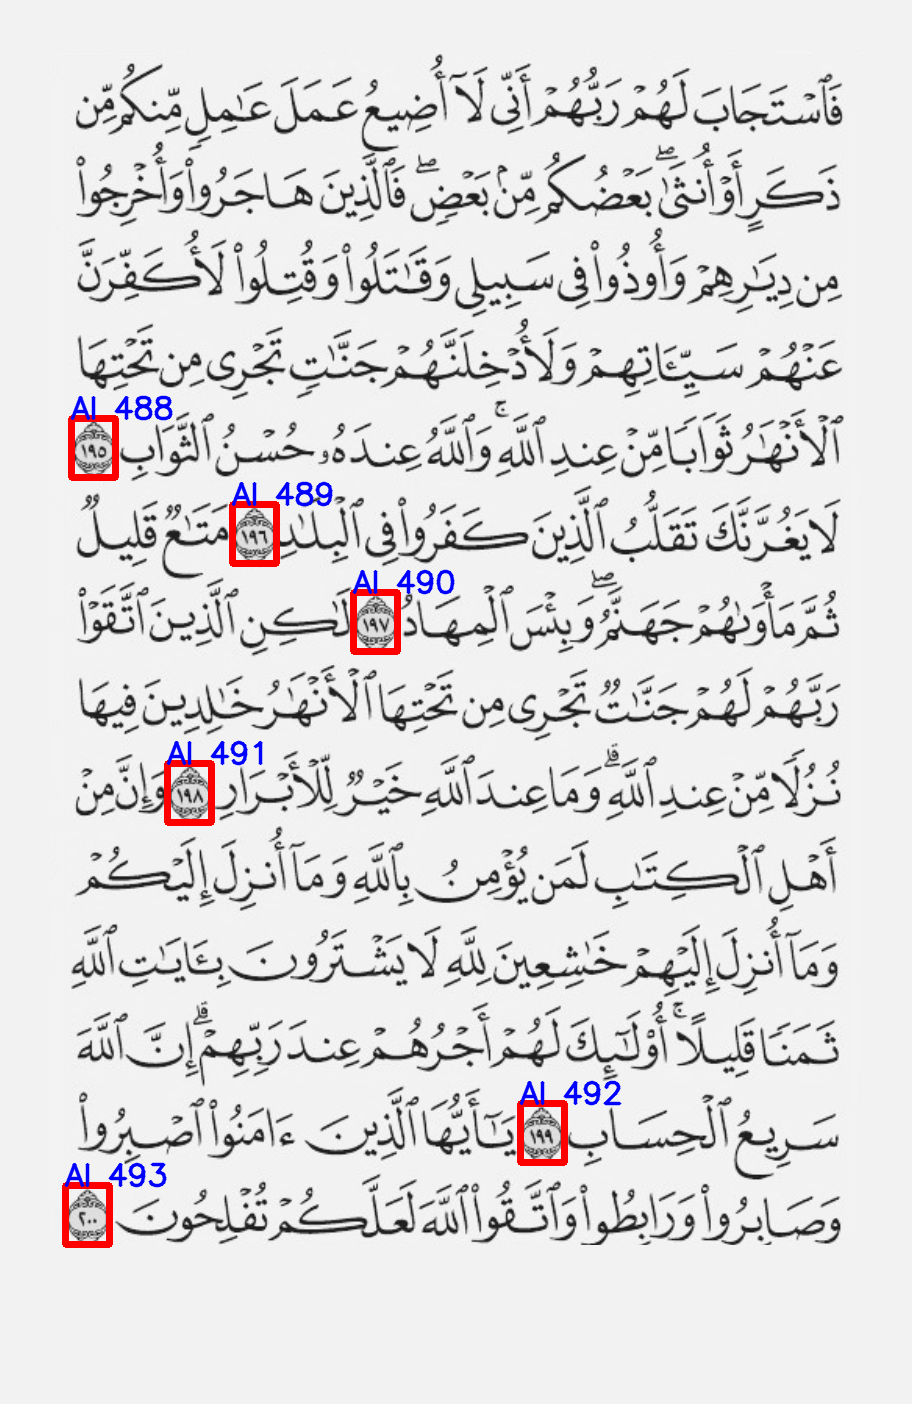 فَٱسۡتَجَابَ لَهُمۡ رَبُّهُمۡ أَنِّي لَآ أُضِيعُ عَمَلَ عَٰمِلٖ مِّنكُم مِّن
ذَكَرٍ أَوۡ أُنثَىٰۖ بَعۡضُكُم مِّنۢ بَعۡضٖۖ فَٱلَّذِينَ هَاجَرُواْ وَأُخۡرِجُواْ
مِن دِيَٰرِهِمۡ وَأُوذُواْ فِي سَبِيلِي وَقَٰتَلُواْ وَقُتِلُواْ لَأُكَفِّرَنَّ
عَنۡهُمۡ سَيِّـَٔاتِهِمۡ وَلَأُدۡخِلَنَّهُمۡ جَنَّٰتٖ تَجۡرِي مِن تَحۡتِهَا
AI 488
ٱلۡأَنۡهَٰرُ ثَوَابٗا مِّنۡ عِندِ ٱللَّهِۚ وَٱللَّهُ عِندَهُۥ حُسۡنُ ٱلثَّوَابِ ١٩٥
AI 489
لَا يَغُرَّنَّكَ تَقَلُّبُ ٱلَّذِينَ كَفَرُواْ فِي ٱلۡبِلَٰدِ ١٩٦ مَتَٰعٞ قَلِيلٞ
AI 490
ثُمَّ مَأۡوَىٰهُمۡ جَهَنَّمُۖ وَبِئۡسَ ٱلۡمِهَادُ ١٩٧ لَٰكِنِ ٱلَّذِينَ ٱتَّقَوۡاْ
رَبَّهُمۡ لَهُمۡ جَنَّٰتٞ تَجۡرِي مِن تَحۡتِهَا ٱلۡأَنۡهَٰرُ خَٰلِدِينَ فِيهَا
AI 491
نُزُلٗا مِّنۡ عِندِ ٱللَّهِۗ وَمَا عِندَ ٱللَّهِ خَيۡرٞ لِّلۡأَبۡرَارِ ١٩٨ وَإِنَّ مِنۡ
أَهۡلِ ٱلۡكِتَٰبِ لَمَن يُؤۡمِنُ بِٱللَّهِ وَمَآ أُنزِلَ إِلَيۡكُمۡ
وَمَآ أُنزِلَ إِلَيۡهِمۡ خَٰشِعِينَ لِلَّهِ لَا يَشۡتَرُونَ بِـَٔايَٰتِ ٱللَّهِ
ثَمَنٗا قَلِيلًاۚ أُوْلَٰٓئِكَ لَهُمۡ أَجۡرُهُمۡ عِندَ رَبِّهِمۡۗ إِنَّ ٱللَّهَ
AI 492
سَرِيعُ ٱلۡحِسَابِ ١٩٩ يَٰٓأَيُّهَا ٱلَّذِينَ ءَامَنُواْ ٱصۡبِرُواْ
AI 493
وَصَابِرُواْ وَرَابِطُواْ وَٱتَّقُواْ ٱللَّهَ لَعَلَّكُمۡ تُفۡلِحُونَ ٢٠٠